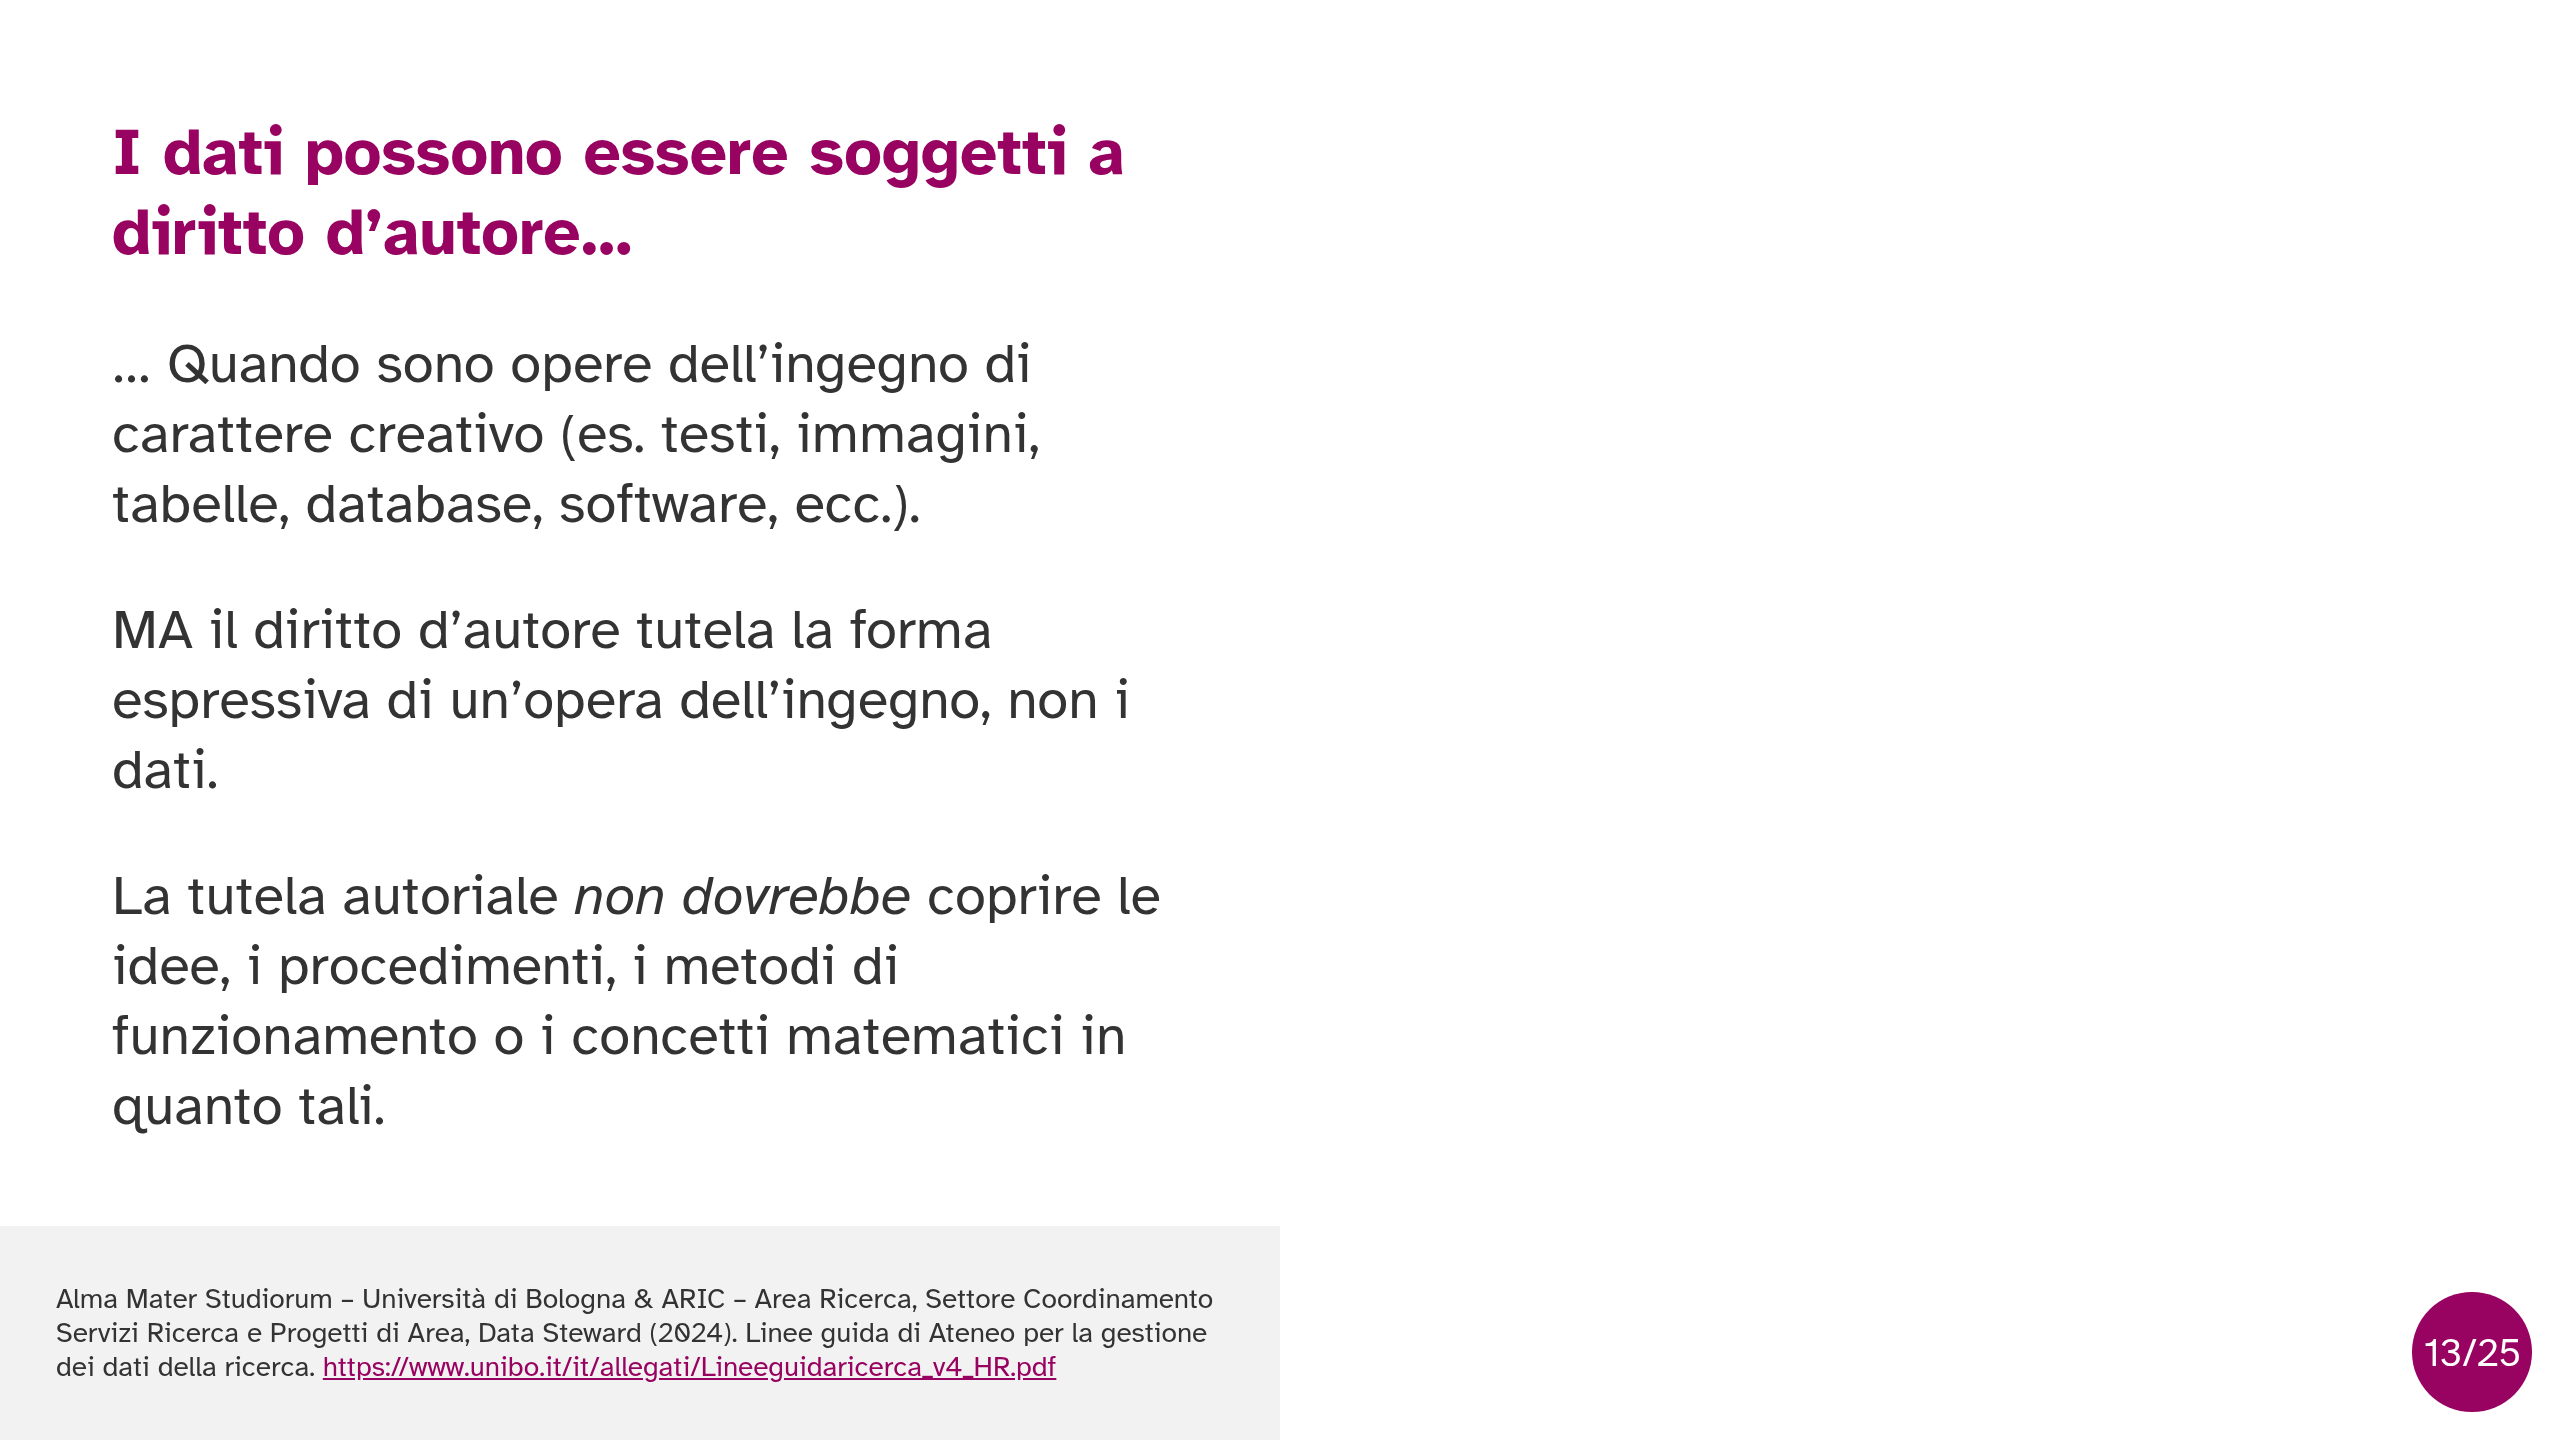 I dati possono essere soggetti a
diritto d’autore…
… Quando sono opere dell’ingegno di
carattere creativo (es. testi, immagini,
tabelle, database, software, ecc.).
MA il diritto d’autore tutela la forma
espressiva di un’opera dell’ingegno, non i
dati.
La tutela autoriale non dovrebbe coprire le
idee, i procedimenti, i metodi di
funzionamento o i concetti matematici in
quanto tali.
Alma Mater Studiorum – Università di Bologna & ARIC – Area Ricerca, Settore Coordinamento
Servizi Ricerca e Progetti di Area, Data Steward (2024). Linee guida di Ateneo per la gestione
dei dati della ricerca. https://www.unibo.it/it/allegati/Lineeguidaricerca_v4_HR.pdf
13/25